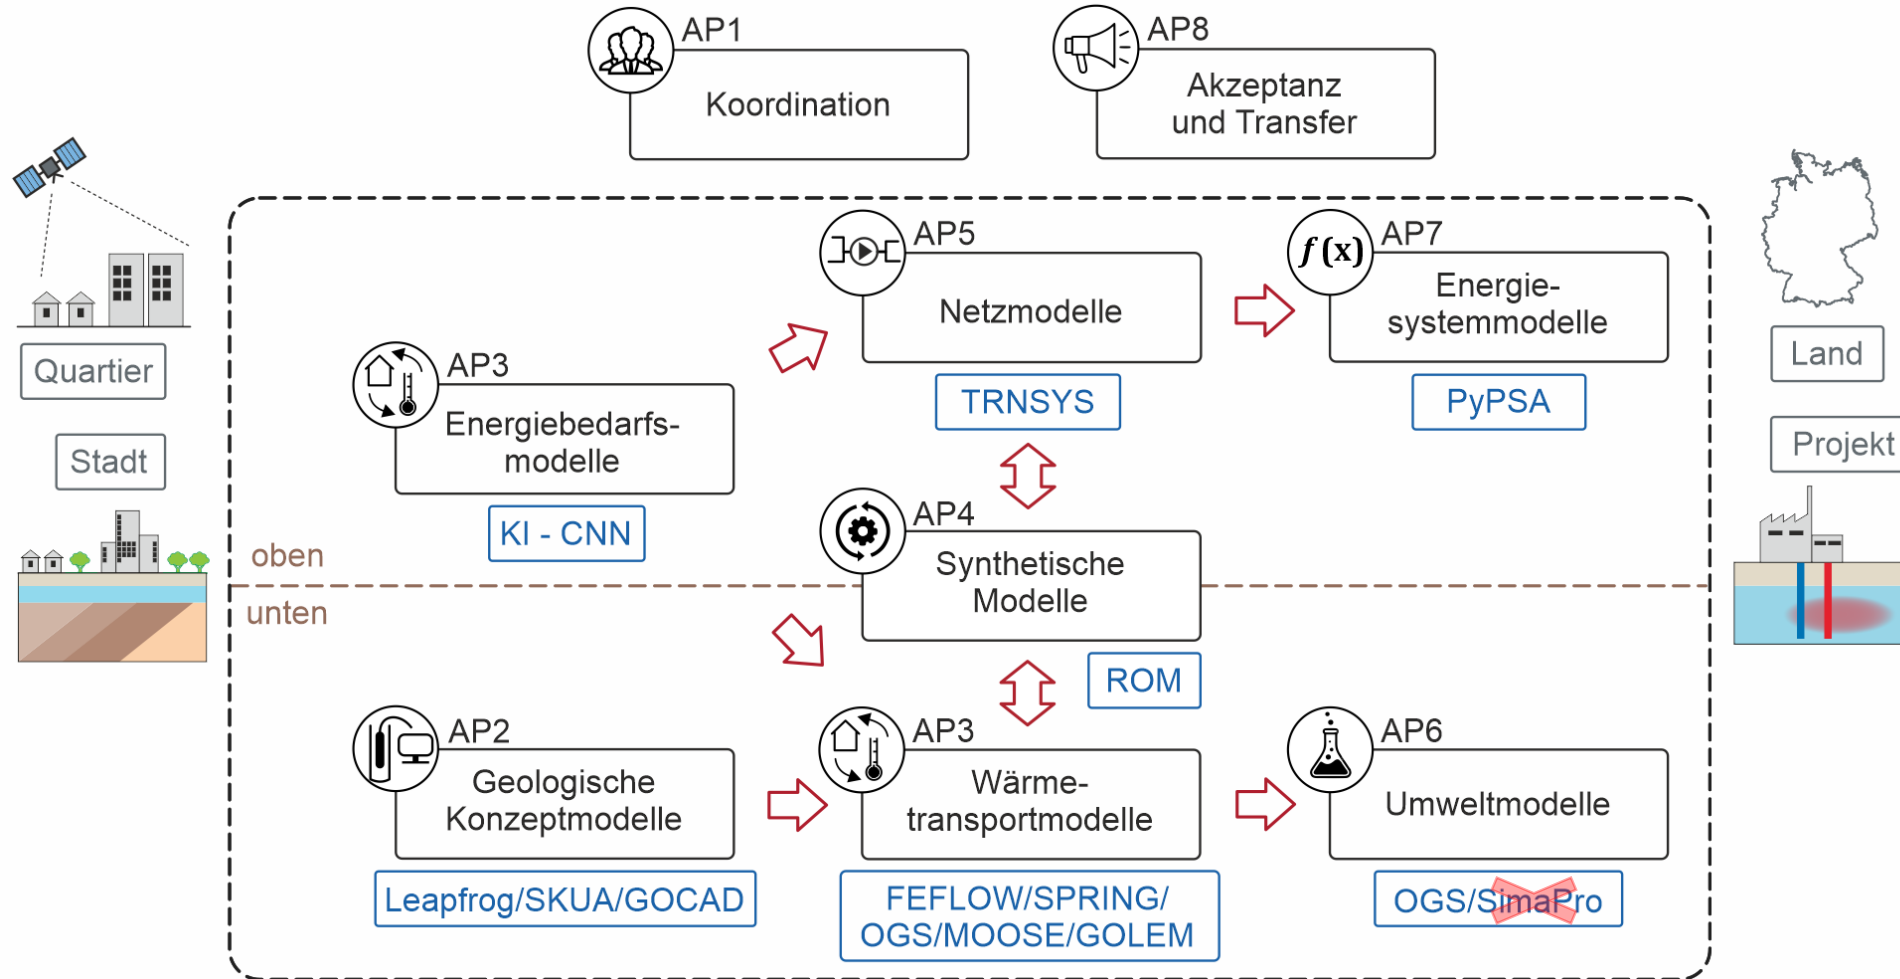 AP1
Koordination
AP8
Akzeptanz
und Transfer
Quartier
Stadt
AP5
Netzmodelle
TRNSYS
AP7
f (x)
Energie-
systemmodelle
PyPSA
Land
Projekt
AP3
Energiebedarfs-
modelle
KI - CNN
oben
unten
AP4
Synthetische
Modelle
ROM
AP2
Geologische
Konzeptmodelle
Leapfrog/SKUA/GOCAD
AP3
Wärme-
transportmodelle
FEFLOW/SPRING/
OGS/MOOSE/GOLEM
AP6
Umweltmodelle
OGS/SimaPro